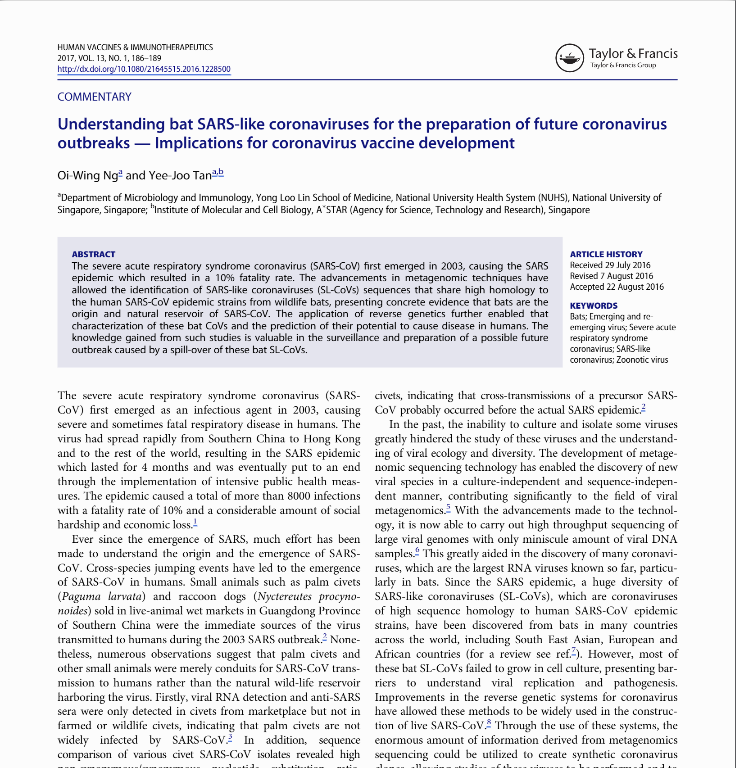 HUMAN VACCINES & IMMUNOTHERAPEUTICS
2017, VOL. 13, NO. 1, 186–189
http://dx.doi.org/10.1080/21645515.2016.1228500
Taylor & Francis
Taylor & Francis Group
COMMENTARY
Understanding bat SARS-like coronaviruses for the preparation of future coronavirus
outbreaks — Implications for coronavirus vaccine development
Oi-Wing Ngᵃ and Yee-Joo Tanᵃ,ᵇ
ᵃDepartment of Microbiology and Immunology, Yong Loo Lin School of Medicine, National University Health System (NUHS), National University of
Singapore, Singapore; ᵇInstitute of Molecular and Cell Biology, A*STAR (Agency for Science, Technology and Research), Singapore
ABSTRACT
The severe acute respiratory syndrome coronavirus (SARS-CoV) first emerged in 2003, causing the SARS
epidemic which resulted in a 10% fatality rate. The advancements in metagenomic techniques have
allowed the identification of SARS-like coronaviruses (SL-CoVs) sequences that share high homology to
the human SARS-CoV epidemic strains from wildlife bats, presenting concrete evidence that bats are the
origin and natural reservoir of SARS-CoV. The application of reverse genetics further enabled that
characterization of these bat CoVs and the prediction of their potential to cause disease in humans. The
knowledge gained from such studies is valuable in the surveillance and preparation of a possible future
outbreak caused by a spill-over of these bat SL-CoVs.
ARTICLE HISTORY
Received 29 July 2016
Revised 7 August 2016
Accepted 22 August 2016
KEYWORDS
Bats; Emerging and re-
emerging virus; Severe acute
respiratory syndrome
coronavirus; SARS-like
coronavirus; Zoonotic virus
The severe acute respiratory syndrome coronavirus (SARS-
CoV) first emerged as an infectious agent in 2003, causing
severe and sometimes fatal respiratory disease in humans. The
virus had spread rapidly from Southern China to Hong Kong
and to the rest of the world, resulting in the SARS epidemic
which lasted for 4 months and was eventually put to an end
through the implementation of intensive public health meas-
ures. The epidemic caused a total of more than 8000 infections
with a fatality rate of 10% and a considerable amount of social
hardship and economic loss.¹
Ever since the emergence of SARS, much effort has been
made to understand the origin and the emergence of SARS-
CoV. Cross-species jumping events have led to the emergence
of SARS-CoV in humans. Small animals such as palm civets
(Paguma larvata) and raccoon dogs (Nyctereutes procyno-
noides) sold in live-animal wet markets in Guangdong Province
of Southern China were the immediate sources of the virus
transmitted to humans during the 2003 SARS outbreak.² None-
theless, numerous observations suggest that palm civets and
other small animals were merely conduits for SARS-CoV trans-
mission to humans rather than the natural wild-life reservoir
harboring the virus. Firstly, viral RNA detection and anti-SARS
sera were only detected in civets from marketplace but not in
farmed or wildlife civets, indicating that palm civets are not
widely infected by SARS-CoV.³ In addition, sequence
comparison of various civet SARS-CoV isolates revealed high
civets, indicating that cross-transmissions of a precursor SARS-
CoV probably occurred before the actual SARS epidemic.²
In the past, the inability to culture and isolate some viruses
greatly hindered the study of these viruses and the understand-
ing of viral ecology and diversity. The development of metage-
nomic sequencing technology has enabled the discovery of new
viral species in a culture-independent and sequence-indepen-
dent manner, contributing significantly to the field of viral
metagenomics.⁵ With the advancements made to the technol-
ogy, it is now able to carry out high throughput sequencing of
large viral genomes with only miniscule amount of viral DNA
samples.⁶ This greatly aided in the discovery of many coronavi-
ruses, which are the largest RNA viruses known so far, particu-
larly in bats. Since the SARS epidemic, a huge diversity of
SARS-like coronaviruses (SL-CoVs), which are coronaviruses
of high sequence homology to human SARS-CoV epidemic
strains, have been discovered from bats in many countries
across the world, including South East Asian, European and
African countries (for a review see ref.⁷). However, most of
these bat SL-CoVs failed to grow in cell culture, presenting bar-
riers to understand viral replication and pathogenesis.
Improvements in the reverse genetic systems for coronavirus
have allowed these methods to be widely used in the construc-
tion of live SARS-CoV.⁸ Through the use of these systems, the
enormous amount of information derived from metagenomics
sequencing could be utilized to create synthetic coronavirus